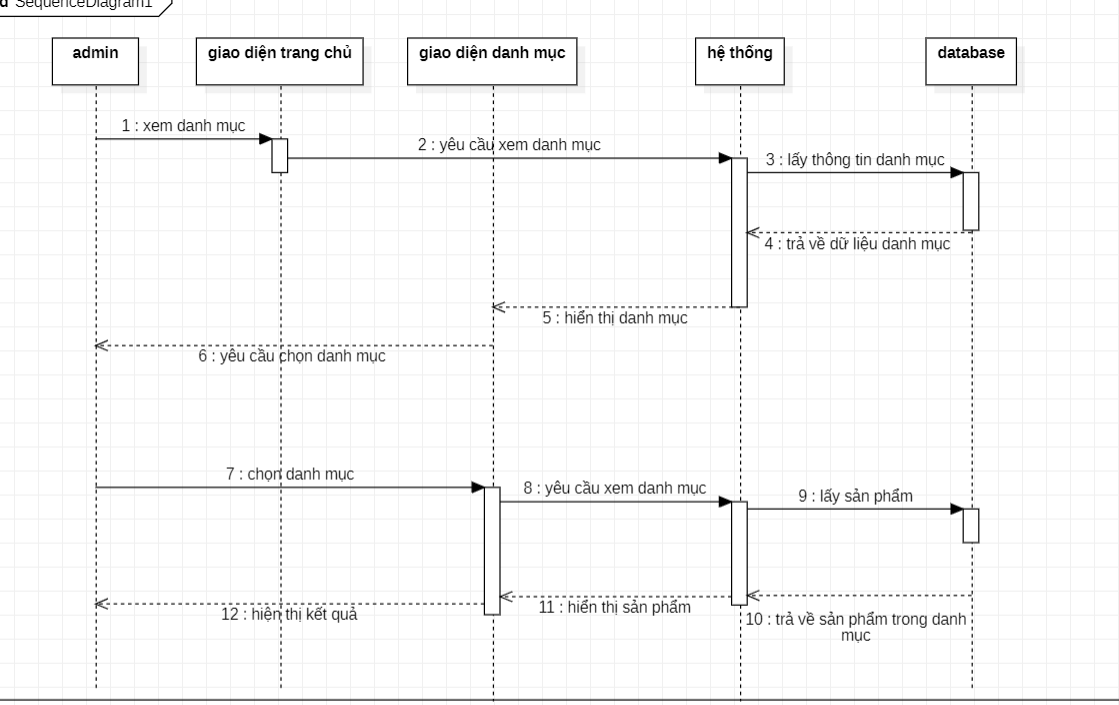 d SequenceDiagram1
admin
giao diện trang chủ
giao diện danh mục
hệ thống
database
1 : xem danh mục
2 : yêu cầu xem danh mục
3 : lấy thông tin danh mục
4 : trả về dữ liệu danh mục
5 : hiển thị danh mục
6 : yêu cầu chọn danh mục
7 : chọn danh mục
8 : yêu cầu xem danh mục
9 : lấy sản phẩm
10 : trả về sản phẩm trong danh
mục
11 : hiển thị sản phẩm
12 : hiện thị kết quả